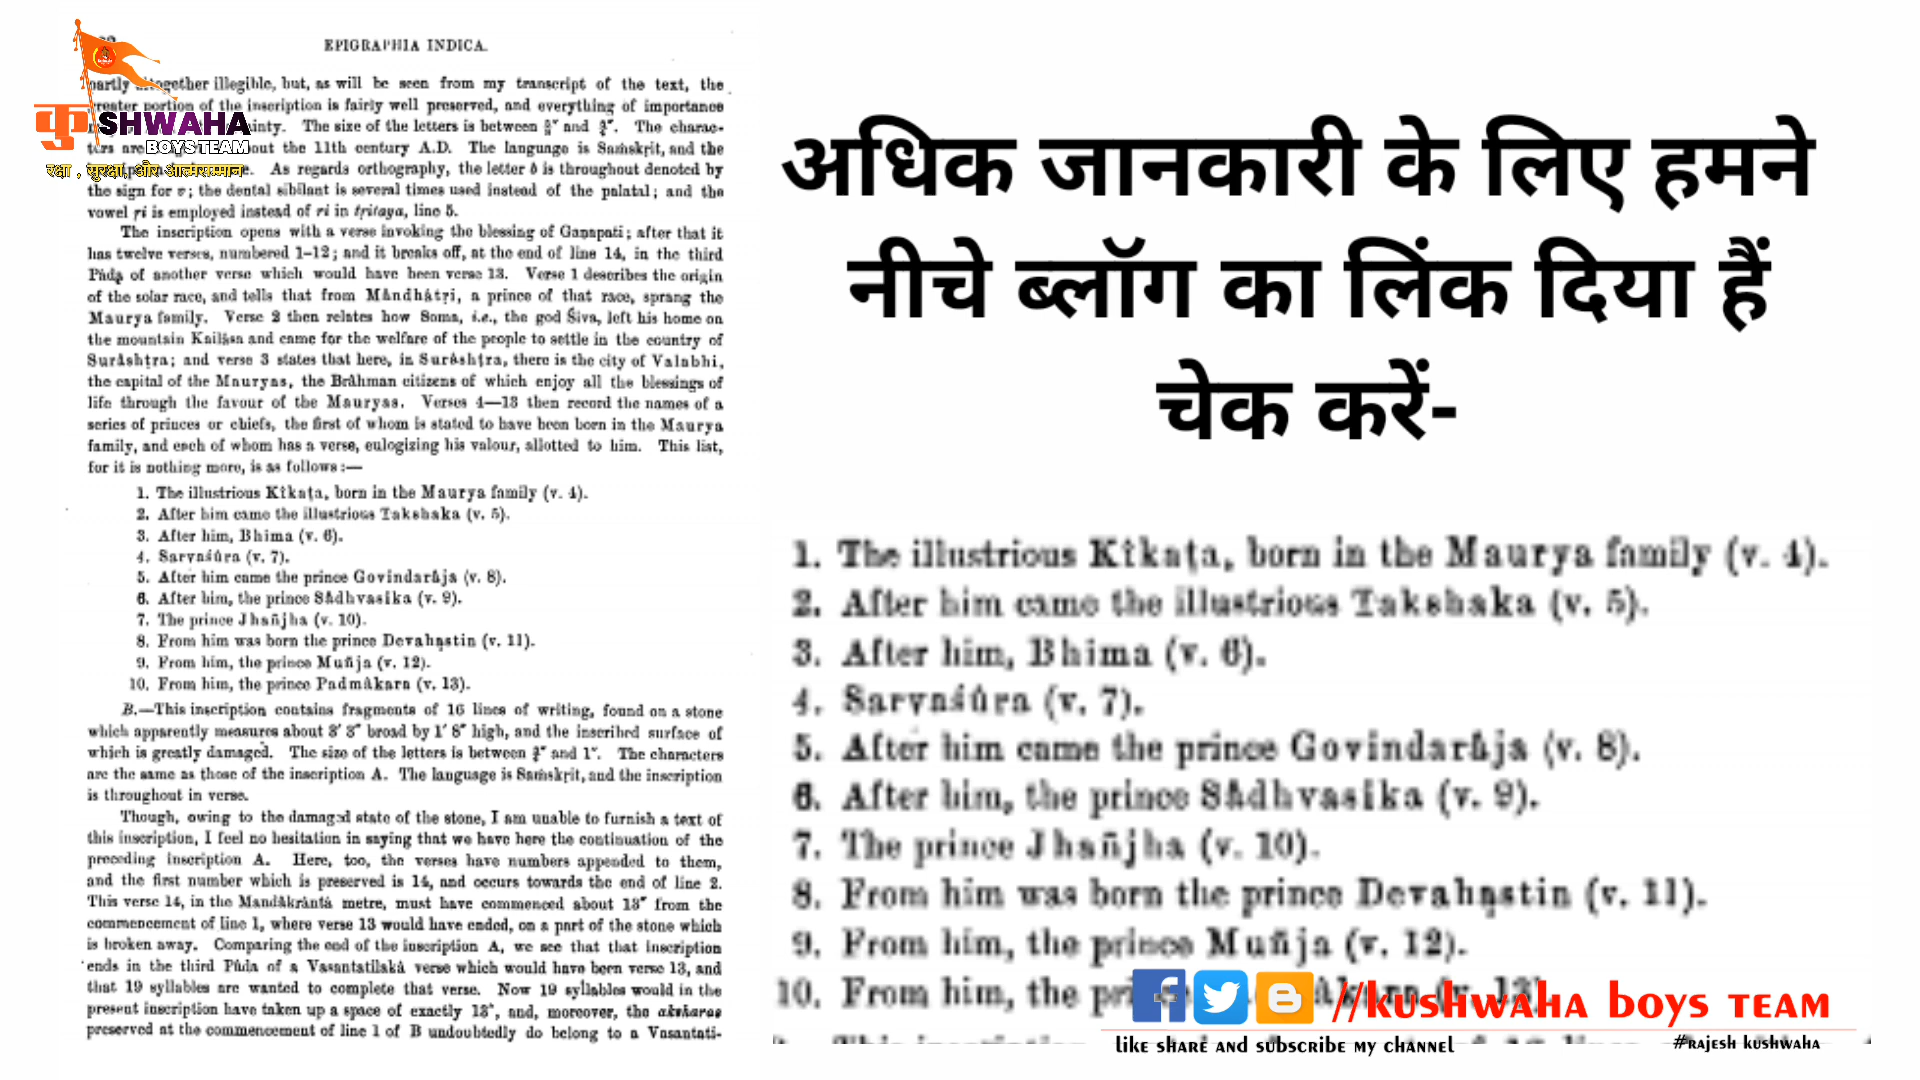 EPIGRAPHIA INDICA.
partly altogether illegible, but, as will be seen from my transcript of the text, the
greater portion of the inscription is fairly well preserved, and everything of importance
The size of the letters is between and The charac-
ters are about the 11th century A.D. The language is Saṁskṛit, and the
As regards orthography, the letter b is throughout denoted by
the sign for v; the dental sibilant is several times used instead of the palatal; and the
vowel ṛi is employed instead of ri in tṛitaya, line 5.
The inscription opens with a verse invoking the blessing of Gaṇapati; after that it
has twelve verses, numbered 1-12; and it breaks off, at the end of line 14, in the third
Pâda of another verse which would have been verse 13. Verse 1 describes the origin
of the solar race, and tells that from Mândhâtṛi, a prince of that race, sprang the
Maurya family. Verse 2 then relates how Soma, i.e., the god Śiva, left his home on
the mountain Kailâsa and came for the welfare of the people to settle in the country of
Surâshṭra; and verse 3 states that here, in Surâshṭra, there is the city of Valabhi,
the capital of the Mauryas, the Brâhman citizens of which enjoy all the blessings of
life through the favour of the Mauryas. Verses 4—13 then record the names of a
series of princes or chiefs, the first of whom is stated to have been born in the Maurya
family, and each of whom has a verse, eulogizing his valour, allotted to him. This list,
for it is nothing more, is as follows:—
1. The illustrious Kîkaṭa, born in the Maurya family (v. 4).
2. After him came the illustrious Takshaka (v. 5).
3. After him, Bhima (v. 6).
4. Sarvaśûra (v. 7).
5. After him came the prince Govindarâja (v. 8).
6. After him, the prince Sâdhvasika (v. 9).
7. The prince Jhañjha (v. 10).
8. From him was born the prince Devahastin (v. 11).
9. From him, the prince Muñja (v. 12).
10. From him, the prince Padmâkara (v. 13).
B.—This inscription contains fragments of 16 lines of writing, found on a stone
which apparently measures about 3' 3" broad by 1' 8" high, and the inscribed surface of
which is greatly damaged. The size of the letters is between and 1". The characters
are the same as those of the inscription A. The language is Saṁskṛit, and the inscription
is throughout in verse.
Though, owing to the damaged state of the stone, I am unable to furnish a text of
this inscription, I feel no hesitation in saying that we have here the continuation of the
preceding inscription A. Here, too, the verses have numbers appended to them,
and the first number which is preserved is 14, and occurs towards the end of line 2.
This verse 14, in the Mandâkrântâ metre, must have commenced about 13" from the
commencement of line 1, where verse 13 would have ended, on a part of the stone which
is broken away. Comparing the end of the inscription A, we see that that inscription
ends in the third Pâda of a Vasantatilakâ verse which would have been verse 13, and
that 19 syllables are wanted to complete that verse. Now 19 syllables would in the
present inscription have taken up a space of exactly 13", and, moreover, the aksharas
preserved at the commencement of line 1 of B undoubtedly do belong to a Vasantati-
कुSHWAHA
BOYS TEAM
रक्षा , सुरक्षा, और आत्मसम्मान
अधिक जानकारी के लिए हमने
नीचे ब्लॉग का लिंक दिया हैं
चेक करें-
1. The illustrious Kîkaṭa, born in the Maurya family (v. 4).
2. After him came the illustrious Takshaka (v. 5).
3. After him, Bhima (v. 6).
4. Sarvaśûra (v. 7).
5. After him came the prince Govindarâja (v. 8).
6. After him, the prince Sâdhvasika (v. 9).
7. The prince Jhañjha (v. 10).
8. From him was born the prince Devahastin (v. 11).
9. From him, the prince Muñja (v. 12).
10. From him, the
//kushwaha boys team
like share and subscribe my channel
#rajesh kushwaha